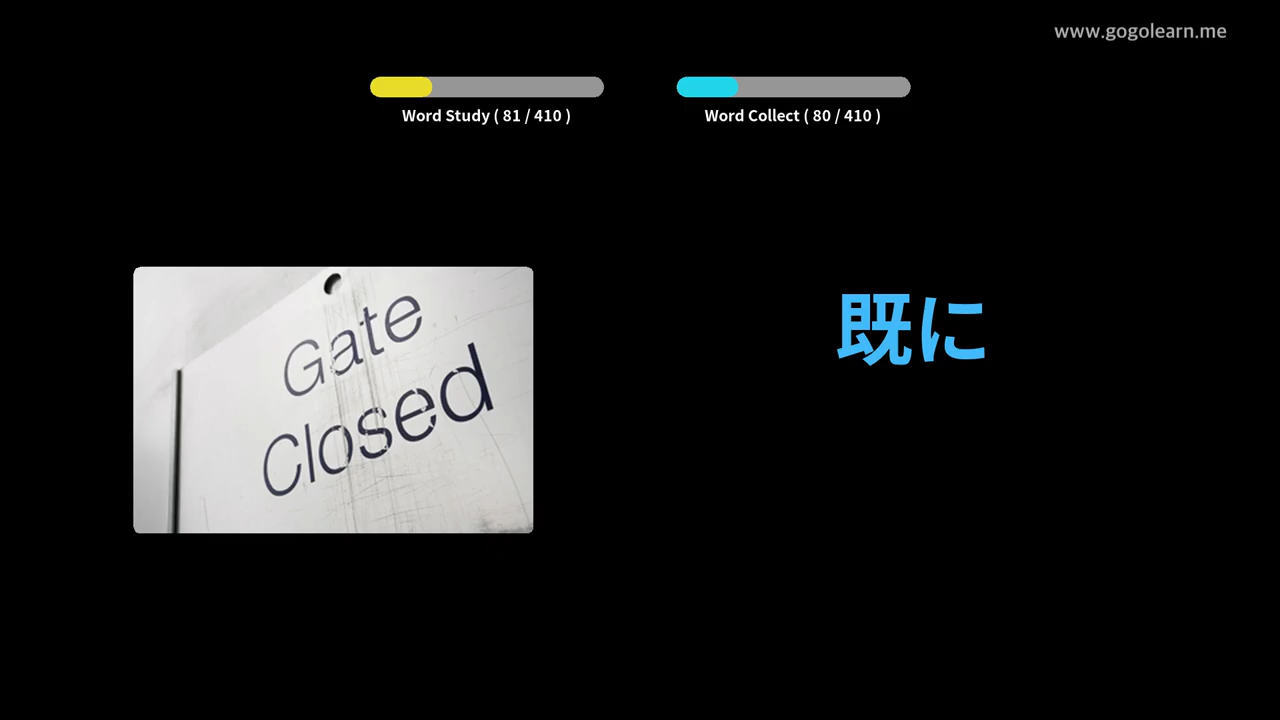 www.gogolearn.me
Word Study ( 81 / 410 )
Word Collect ( 80 / 410 )
Gate
Closed
既に